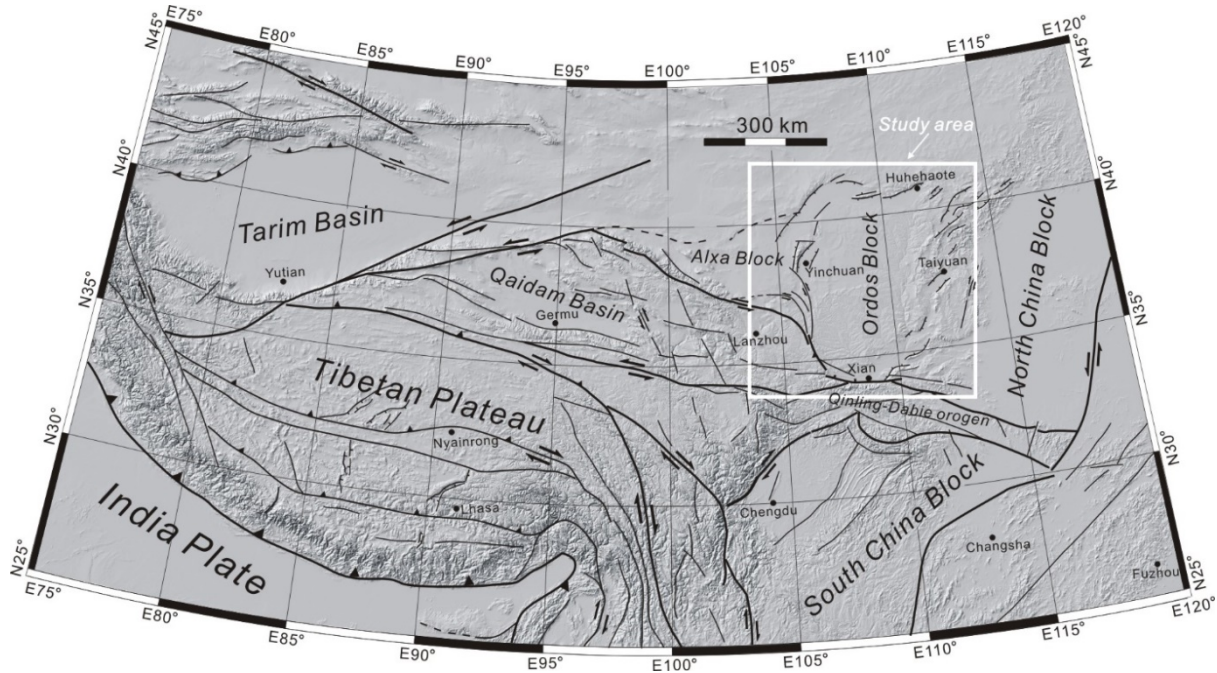 E75°
E80°
E85°
E90°
E95°
E100°
E105°
E110°
E115°
E120°
N45°
N45°
300 km
Study area
Huhehaote
N40°
N40°
Tarim Basin
Alxa Block
Yinchuan
Ordos Block
Taiyuan
North China Block
Yutian
Qaidam Basin
Germu
Lanzhou
N35°
N35°
Xian
Tibetan Plateau
Qinling-Dabie orogen
Nyainrong
N30°
N30°
Lhasa
Chengdu
South China Block
India Plate
Changsha
Fuzhou
N25°
N25°
E75°
E80°
E85°
E90°
E95°
E100°
E105°
E110°
E115°
E120°